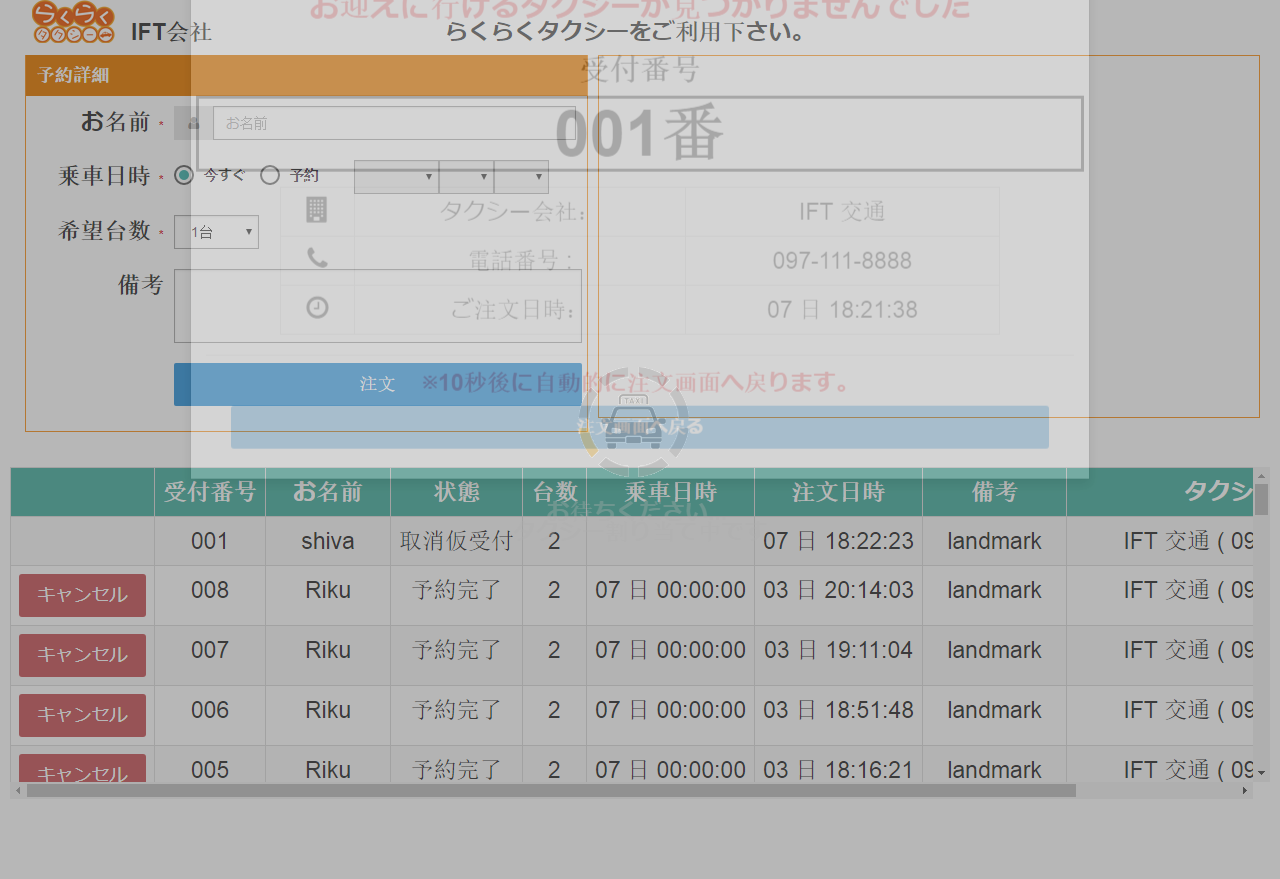 お迎えに行けるタクシーが見つかりませんでした
らくらく
タクシー
IFT会社
らくらくタクシーをご利用下さい。
予約詳細
受付番号
お名前 *
お名前
001番
乗車日時 *
今すぐ
予約
タクシー会社:
IFT 交通
希望台数 *
1台
電話番号 :
097-111-8888
備考
ご注文日時:
07 日 18:21:38
注文
※10秒後に自動的に注文画面へ戻ります。
TAXI
注文画面へ戻る
受付番号 お名前 状態 台数 乗車日時 注文日時 備考 タクシ
お待ちください
001 shiva 取消仮受付 2 07 日 18:22:23 landmark IFT 交通 ( 09
キャンセル 008 Riku 予約完了 2 07 日 00:00:00 03 日 20:14:03 landmark IFT 交通 ( 09
キャンセル 007 Riku 予約完了 2 07 日 00:00:00 03 日 19:11:04 landmark IFT 交通 ( 09
キャンセル 006 Riku 予約完了 2 07 日 00:00:00 03 日 18:51:48 landmark IFT 交通 ( 09
キャンセル 005 Riku 予約完了 2 07 日 00:00:00 03 日 18:16:21 landmark IFT 交通 ( 09